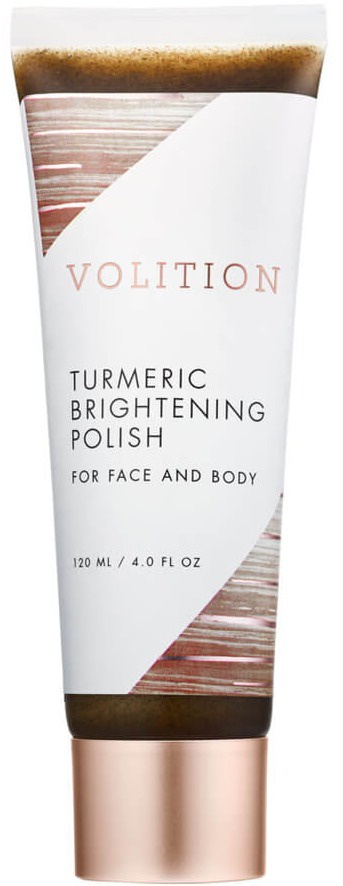 VOLITION
TURMERIC
BRIGHTENING
POLISH
FOR FACE AND BODY
120 ML / 4.0 FL OZ